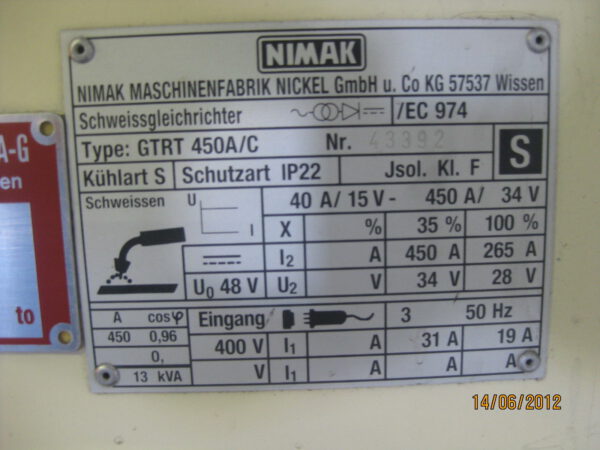 NIMAK
NIMAK MASCHINENFABRIK NICKEL GmbH u. Co KG 57537 Wissen
Schweissgleichrichter /EC 974
Type: GTRT 450A/C Nr. 43392
S
Kühlart S Schutzart IP22 Jsol. Kl. F
Schweissen U I 40 A/ 15 V - 450 A/ 34 V
X % 35 % 100 %
I2 A 450 A 265 A
U0 48 V U2 V 34 V 28 V
A cosφ Eingang 3 50 Hz
450 0,96 400 V I1 A 31 A 19 A
0, V I1 A A A
13 kVA
A-G
en
to
14/06/2012